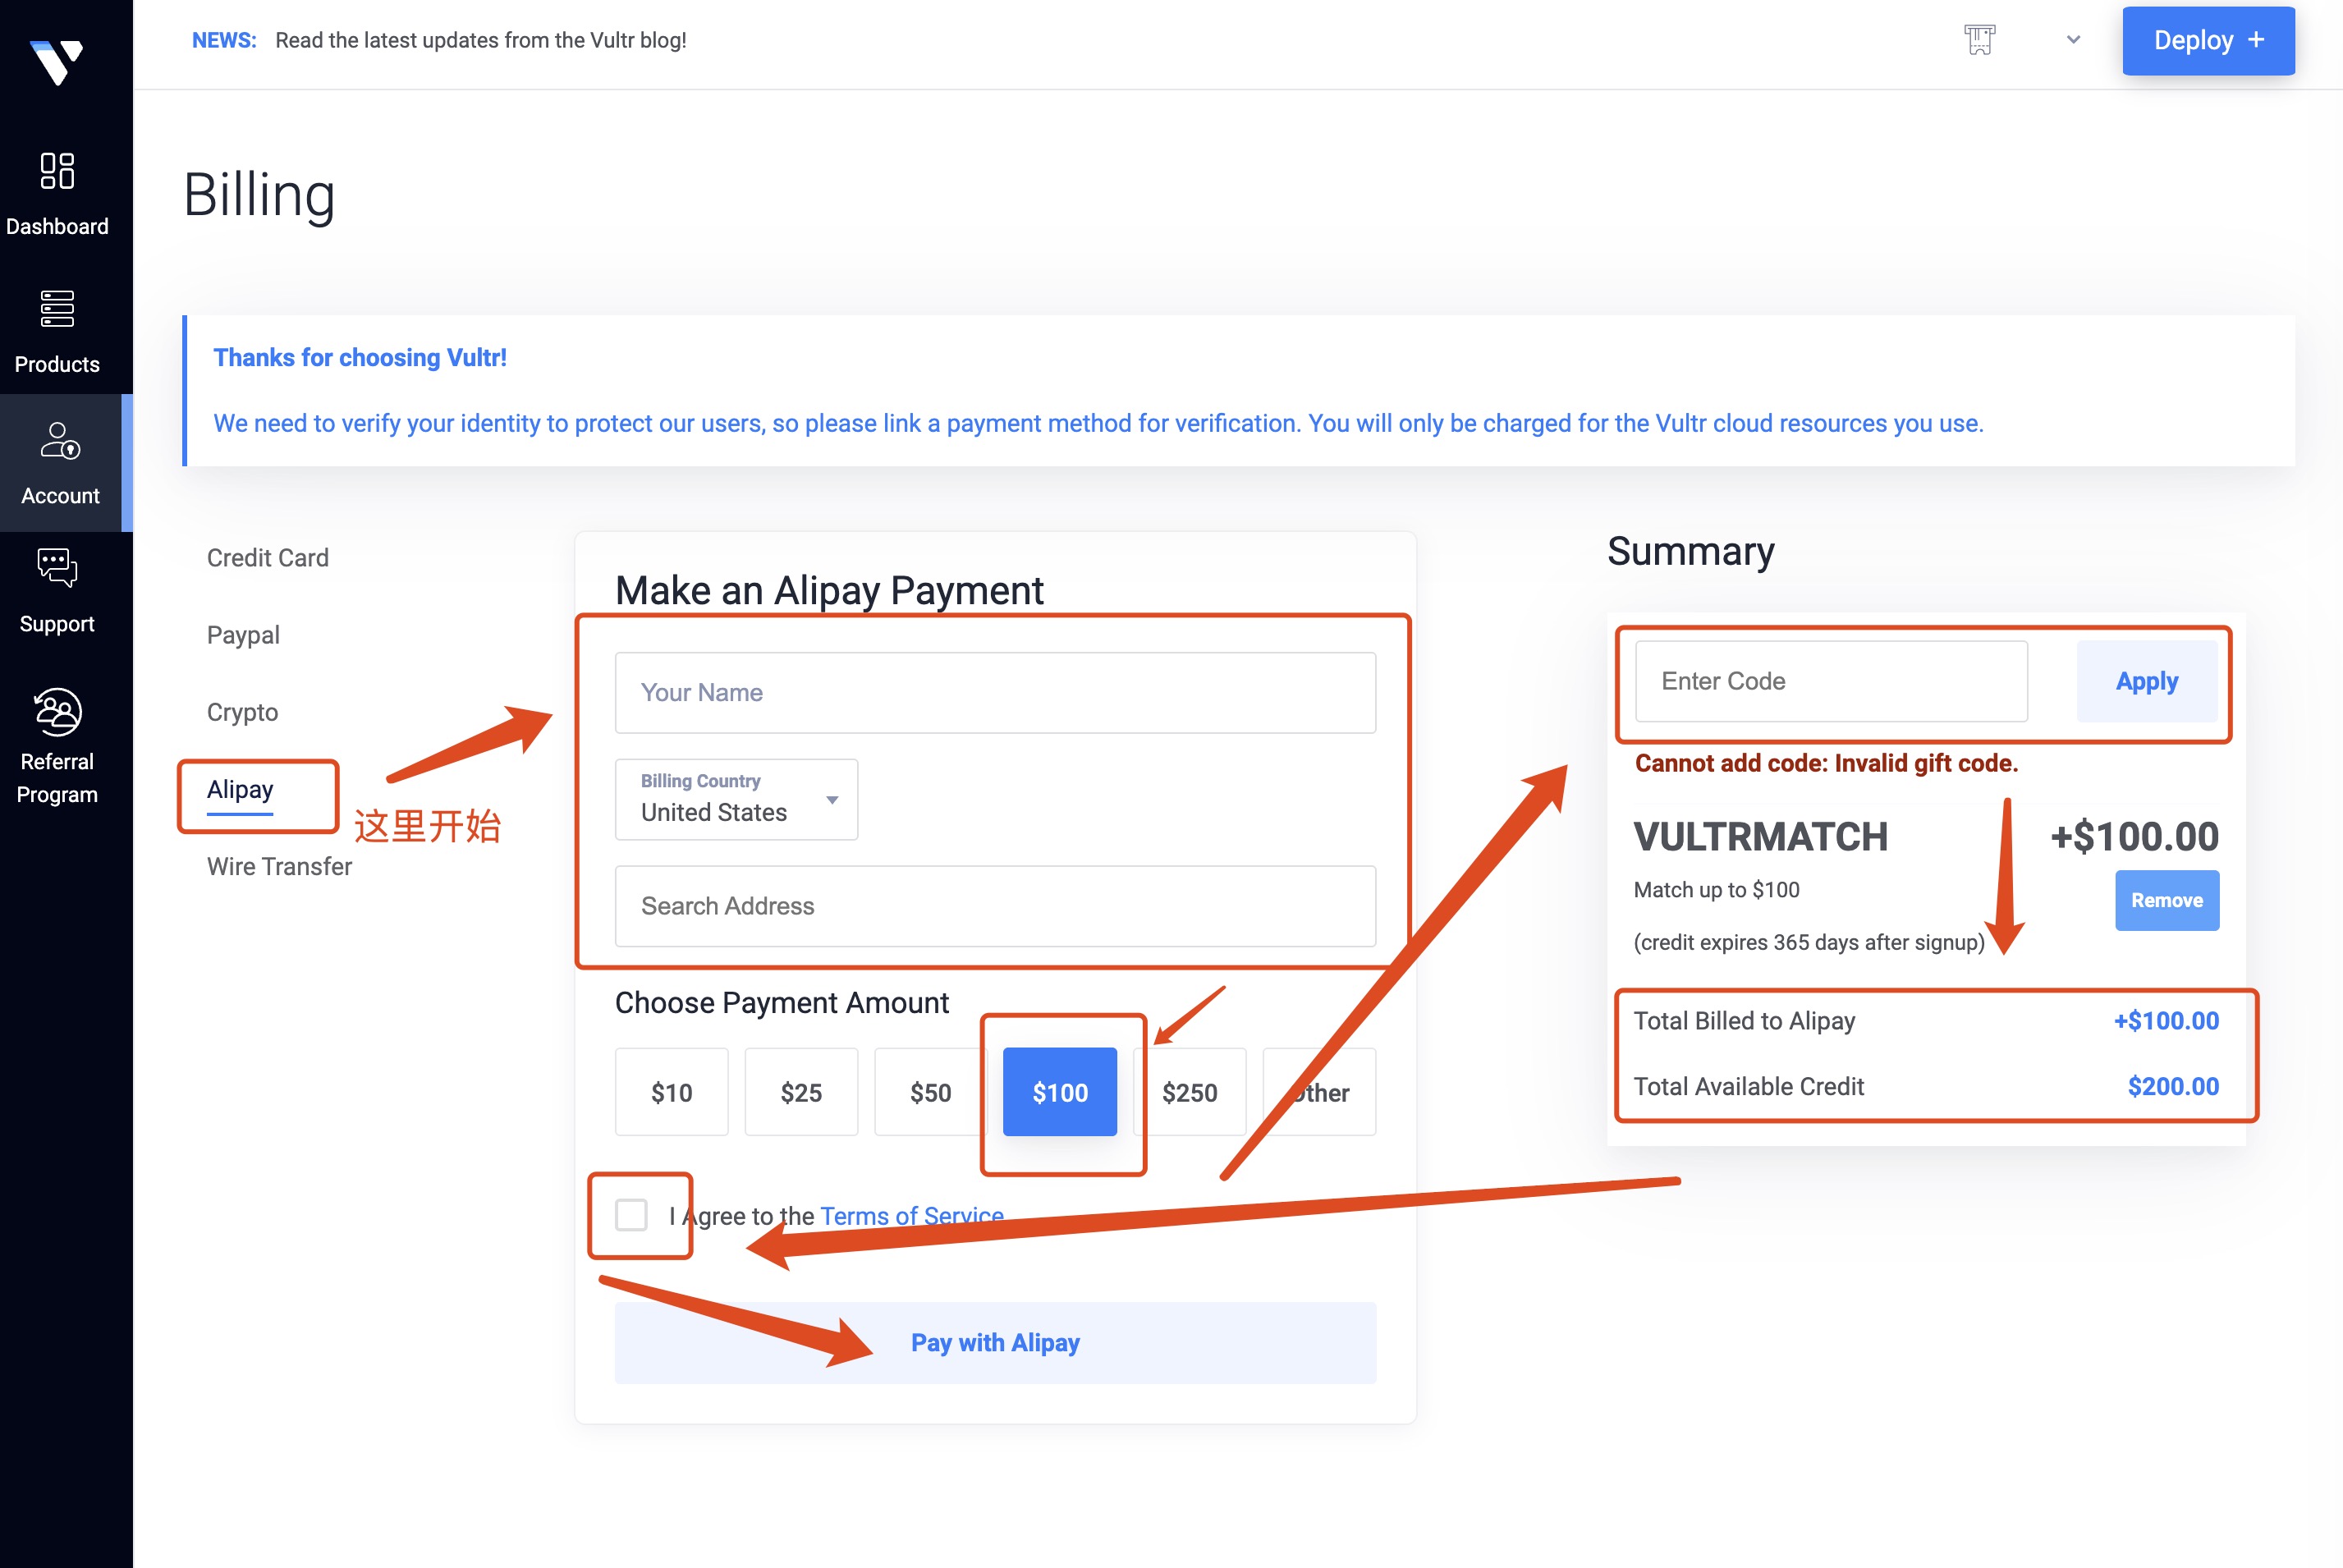 NEWS: Read the latest updates from the Vultr blog!
Deploy +
Dashboard
Products
Account
Support
Referral
Program
Billing
Thanks for choosing Vultr!
We need to verify your identity to protect our users, so please link a payment method for verification. You will only be charged for the Vultr cloud resources you use.
Credit Card
Paypal
Crypto
Alipay
这里开始
Wire Transfer
Make an Alipay Payment
Your Name
Billing Country
United States
Search Address
Choose Payment Amount
$10
$25
$50
$100
$250
Other
I Agree to the Terms of Service
Pay with Alipay
Summary
Enter Code
Apply
Cannot add code: Invalid gift code.
VULTRMATCH +$100.00
Match up to $100
Remove
(credit expires 365 days after signup)
Total Billed to Alipay +$100.00
Total Available Credit $200.00